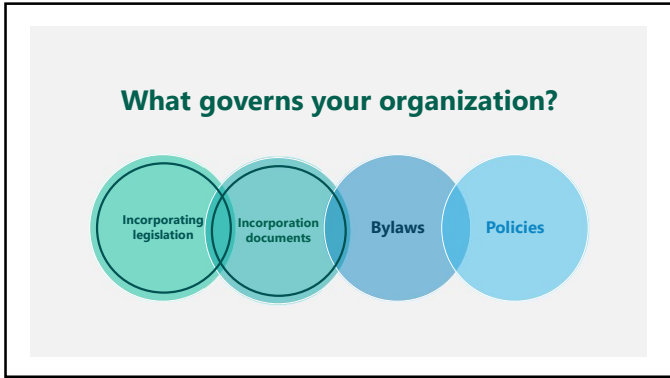 What governs your organization?
Incorporating
legislation
Incorporation
documents
Bylaws
Policies